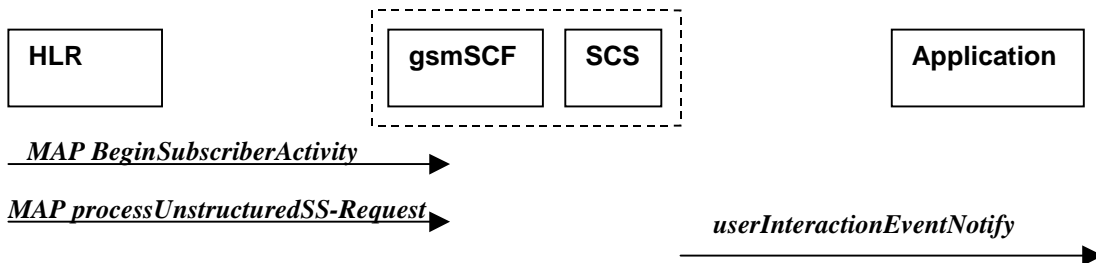 HLR gsmSCF SCS Application
MAP BeginSubscriberActivity
MAP processUnstructuredSS-Request
userInteractionEventNotify